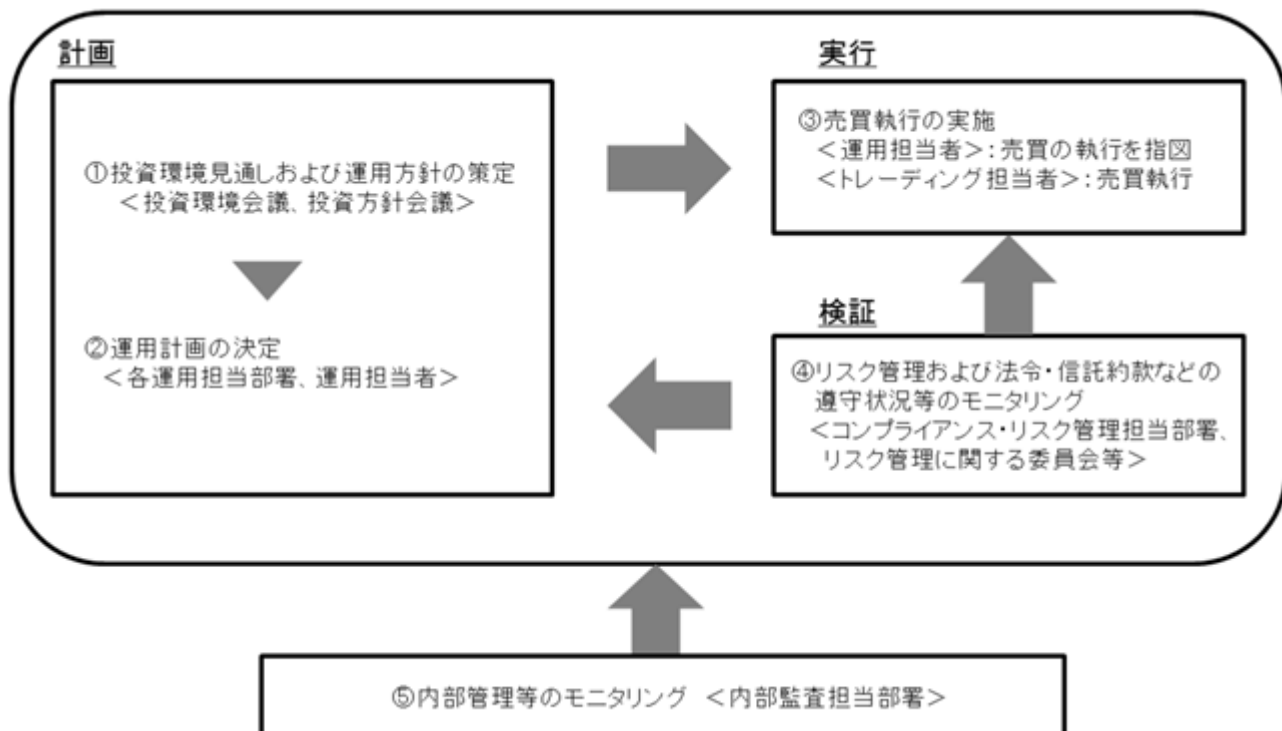 計画
①投資環境見通しおよび運用方針の策定
＜投資環境会議、投資方針会議＞
②運用計画の決定
＜各運用担当部署、運用担当者＞
実行
③売買執行の実施
＜運用担当者＞：売買の執行を指図
＜トレーディング担当者＞：売買執行
検証
④リスク管理および法令・信託約款などの
遵守状況等のモニタリング
＜コンプライアンス・リスク管理担当部署、
リスク管理に関する委員会等＞
⑤内部管理等のモニタリング ＜内部監査担当部署＞